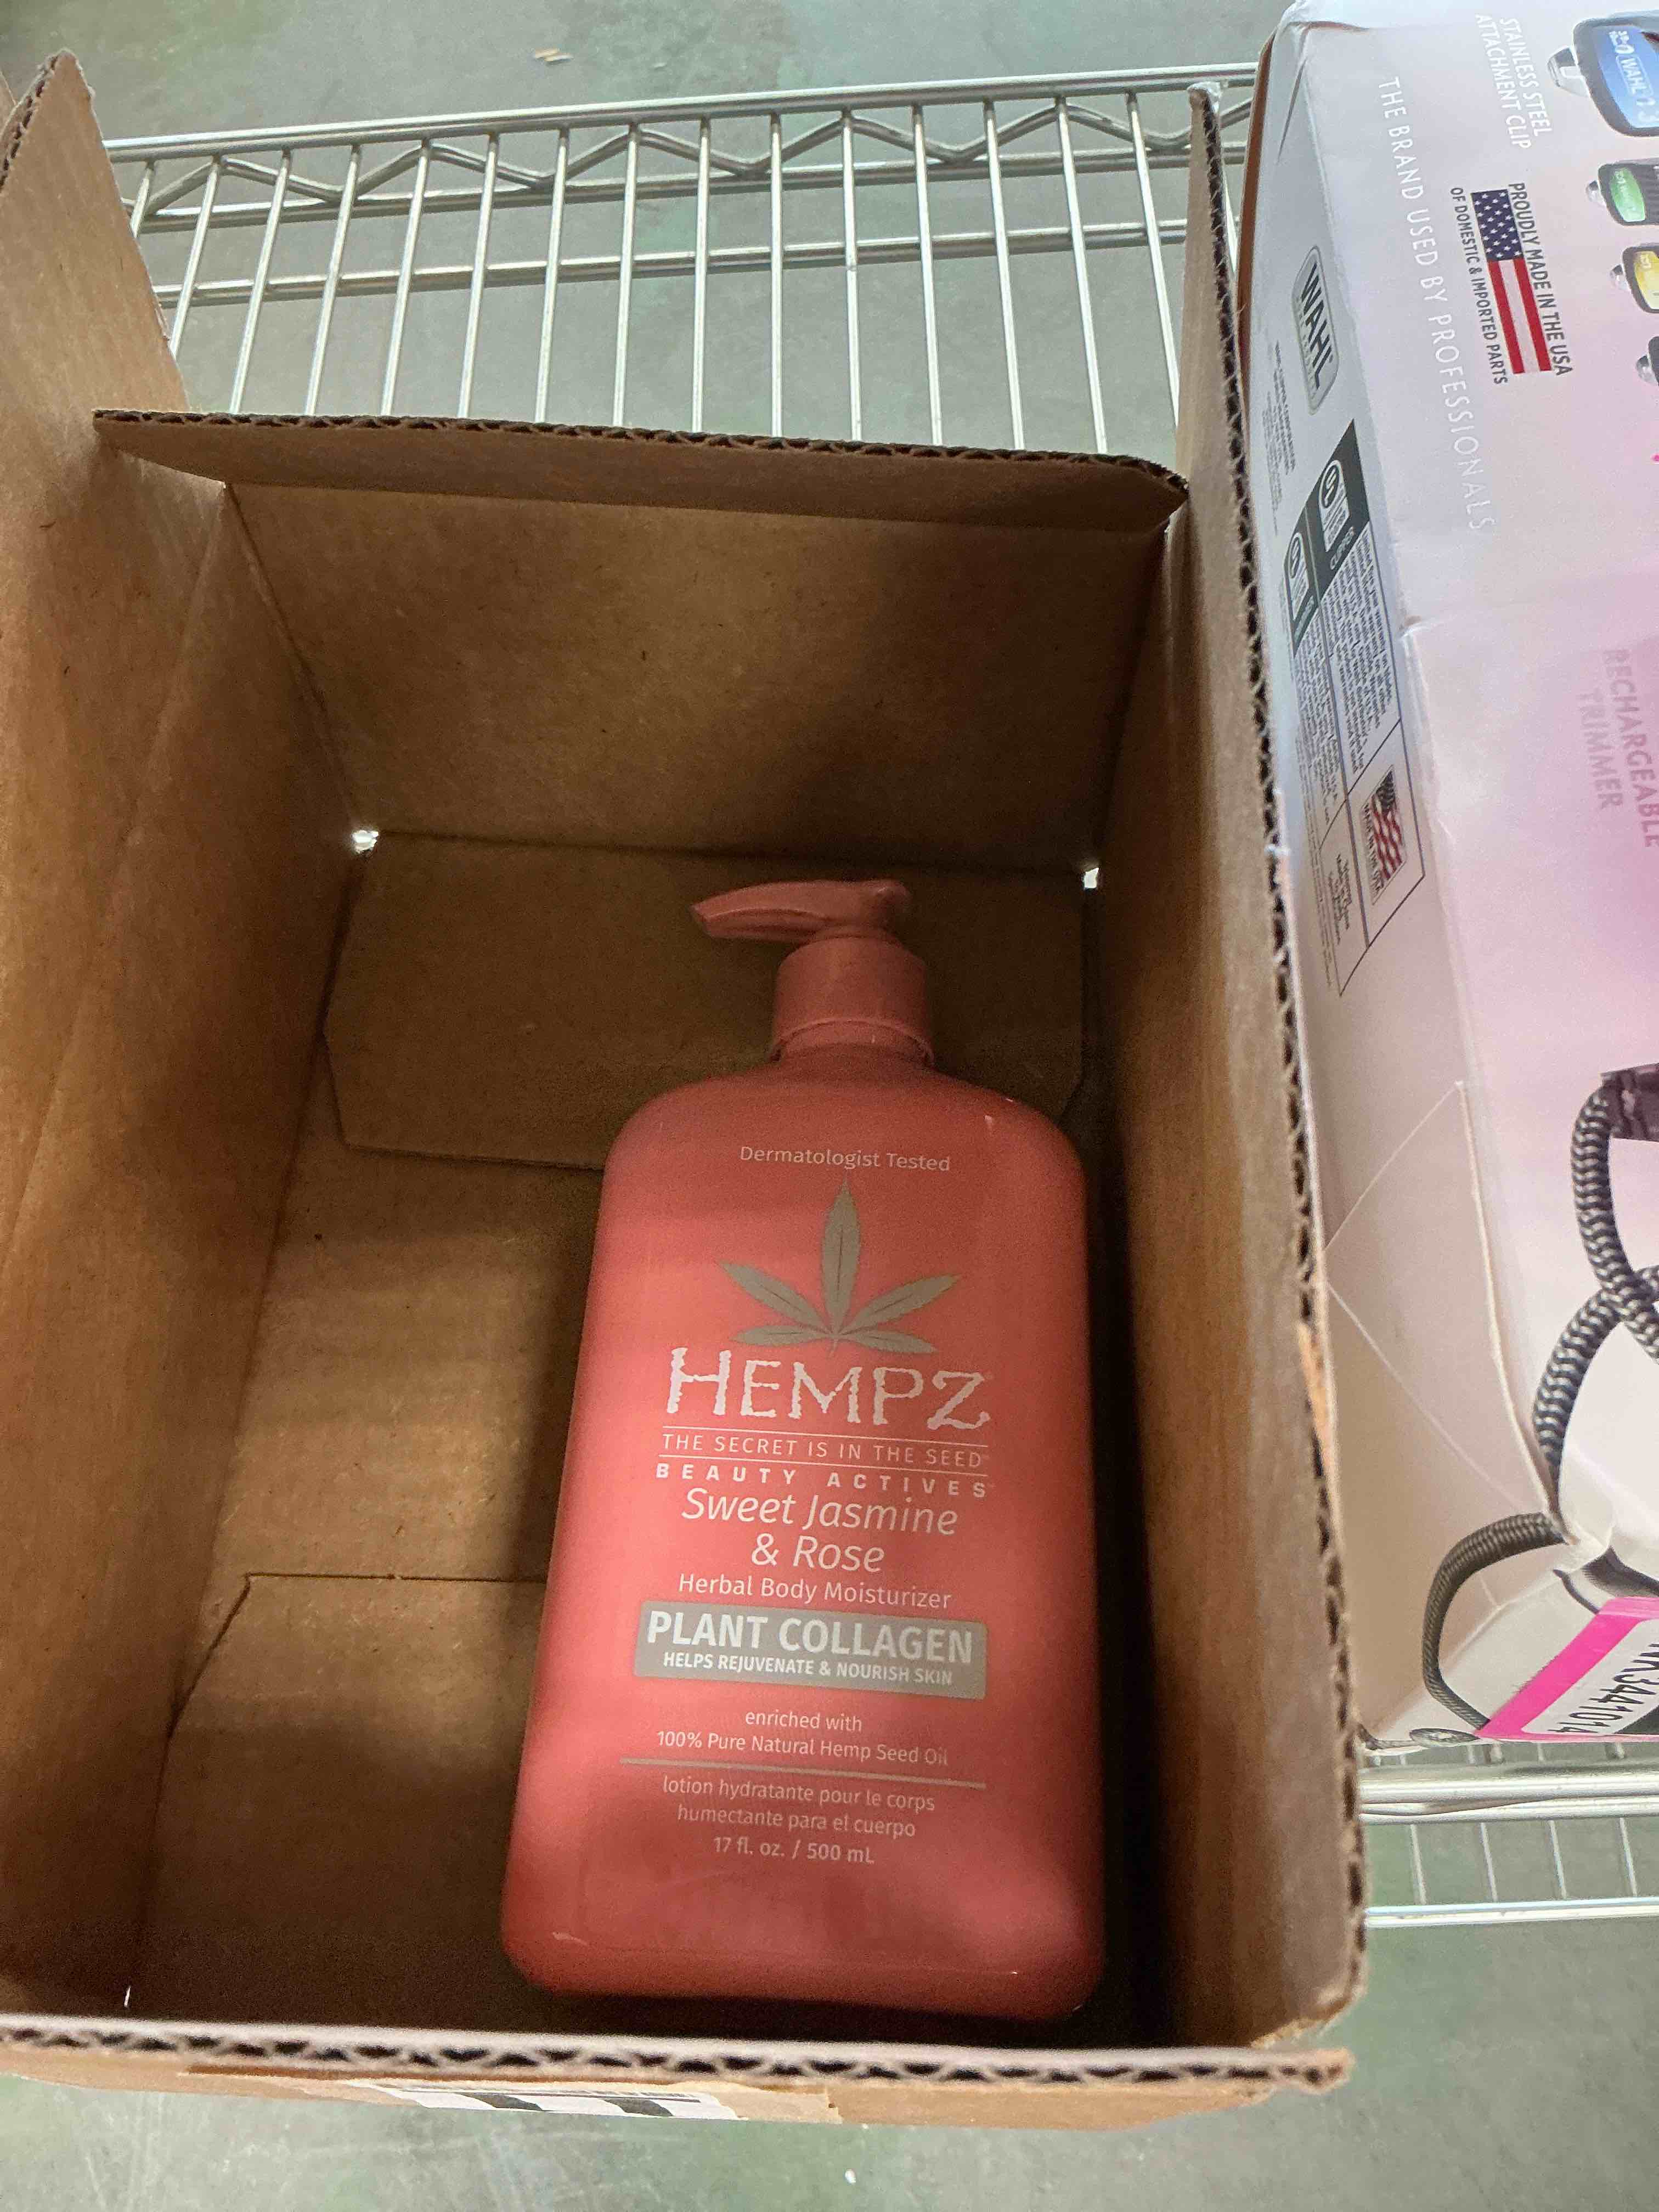 Dermatologist Tested
HEMPZ
THE SECRET IS IN THE SEED™
BEAUTY ACTIVES™
Sweet Jasmine
& Rose
Herbal Body Moisturizer
PLANT COLLAGEN
HELPS REJUVENATE & NOURISH SKIN
enriched with
100% Pure Natural Hemp Seed Oil
lotion hydratante pour le corps
humectante para el cuerpo
17 fl. oz. / 500 mL
STAINLESS STEEL
ATTACHMENT CLIP
THE BRAND USED BY PROFESSIONALS
PROUDLY MADE IN THE USA
OF DOMESTIC & IMPORTED PARTS
WAHL
WAHL
RECHARGEABLE
TRIMMER